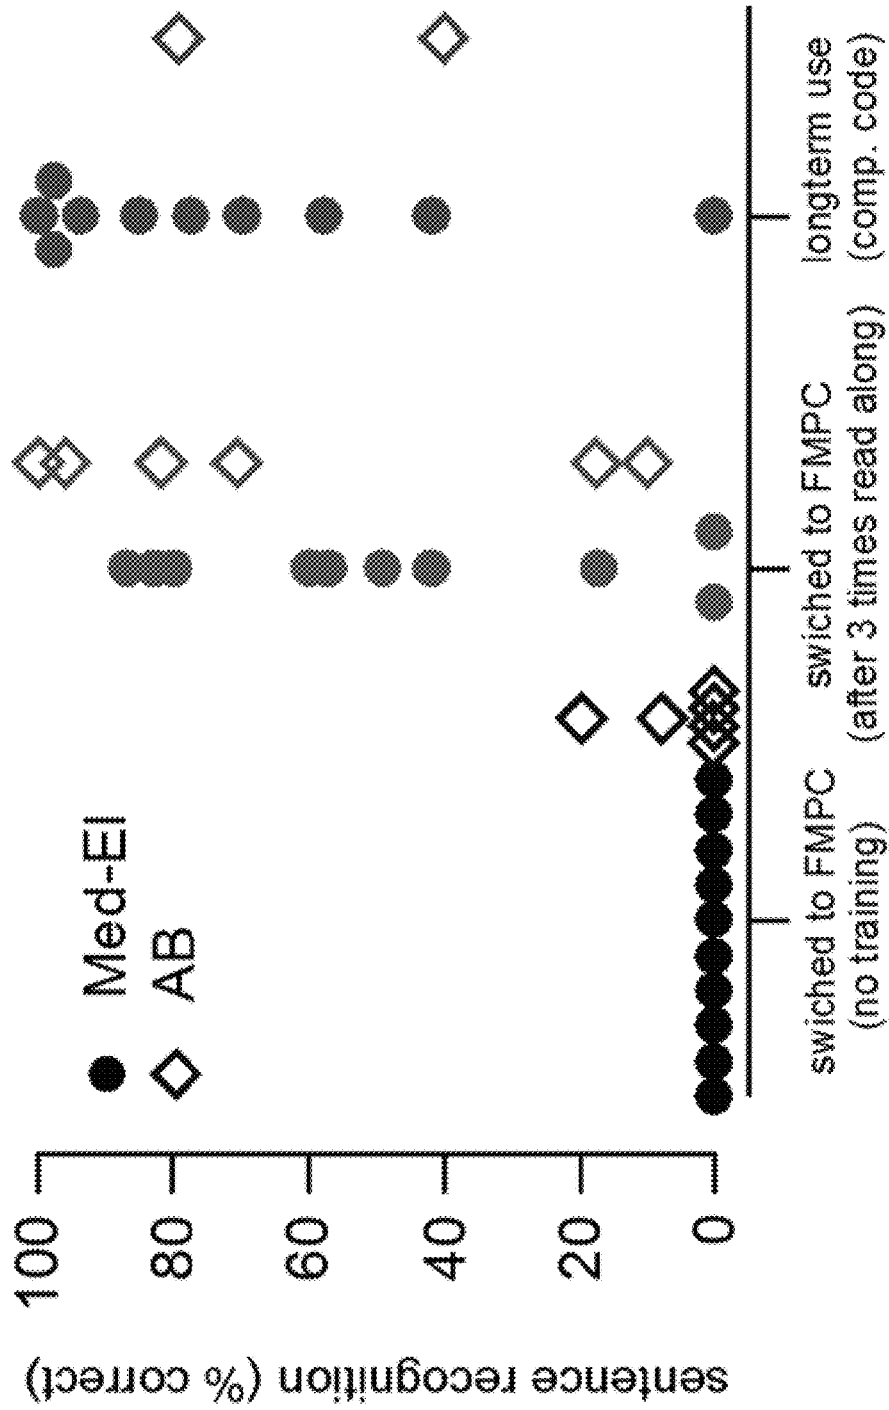 sentence recognition (% correct)
100
80
60
40
20
0
Med-El
AB
swiched to FMPC
(no training)
swiched to FMPC
(after 3 times read along)
longterm use
(comp. code)